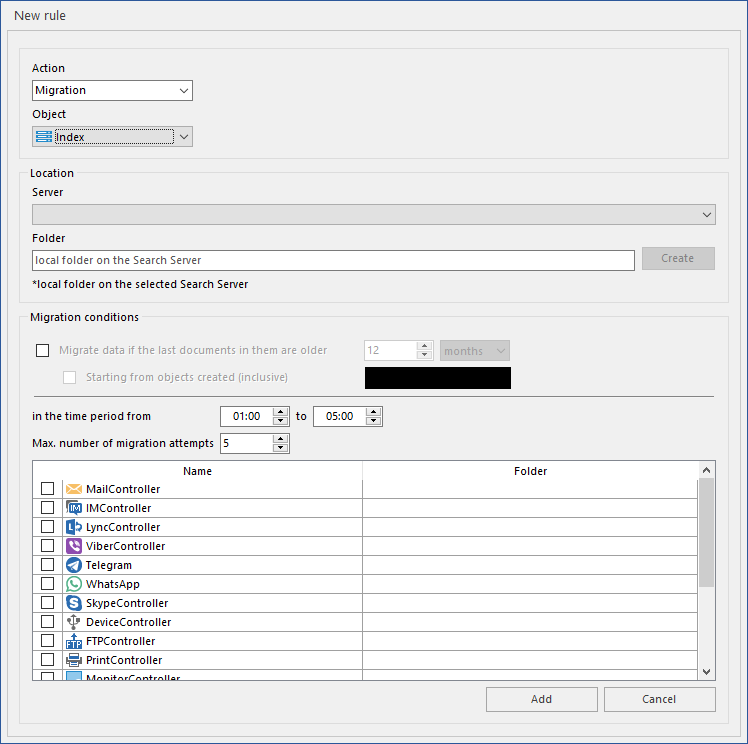 New rule
Action
Migration
Object
Index
Location
Server
Folder
local folder on the Search Server
Create
*local folder on the selected Search Server
Migration conditions
Migrate data if the last documents in them are older
12
months
Starting from objects created (inclusive)
in the time period from
01:00
to
05:00
Max. number of migration attempts
5
Name
Folder
MailController
IMController
LyncController
ViberController
Telegram
WhatsApp
SkypeController
DeviceController
FTPController
PrintController
MonitorController
Add
Cancel